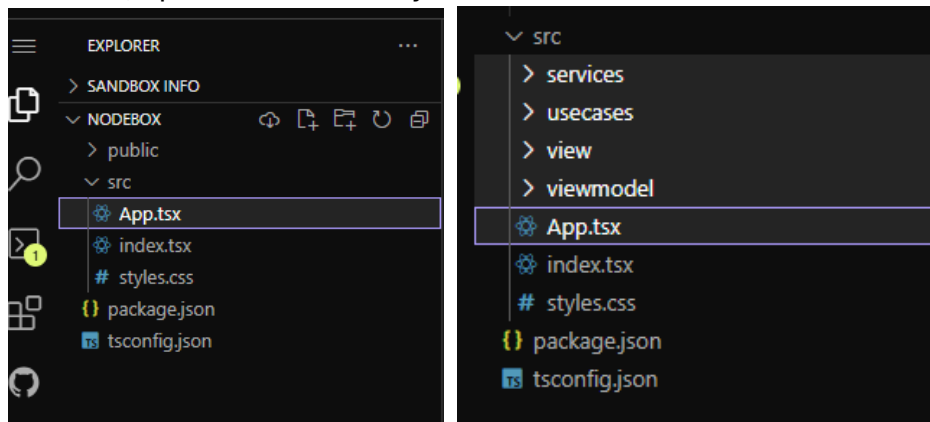 EXPLORER
SANDBOX INFO
NODEBOX
public
src
App.tsx
index.tsx
# styles.css
{} package.json
TS tsconfig.json
1
src
services
usecases
view
viewmodel
App.tsx
index.tsx
# styles.css
{} package.json
TS tsconfig.json